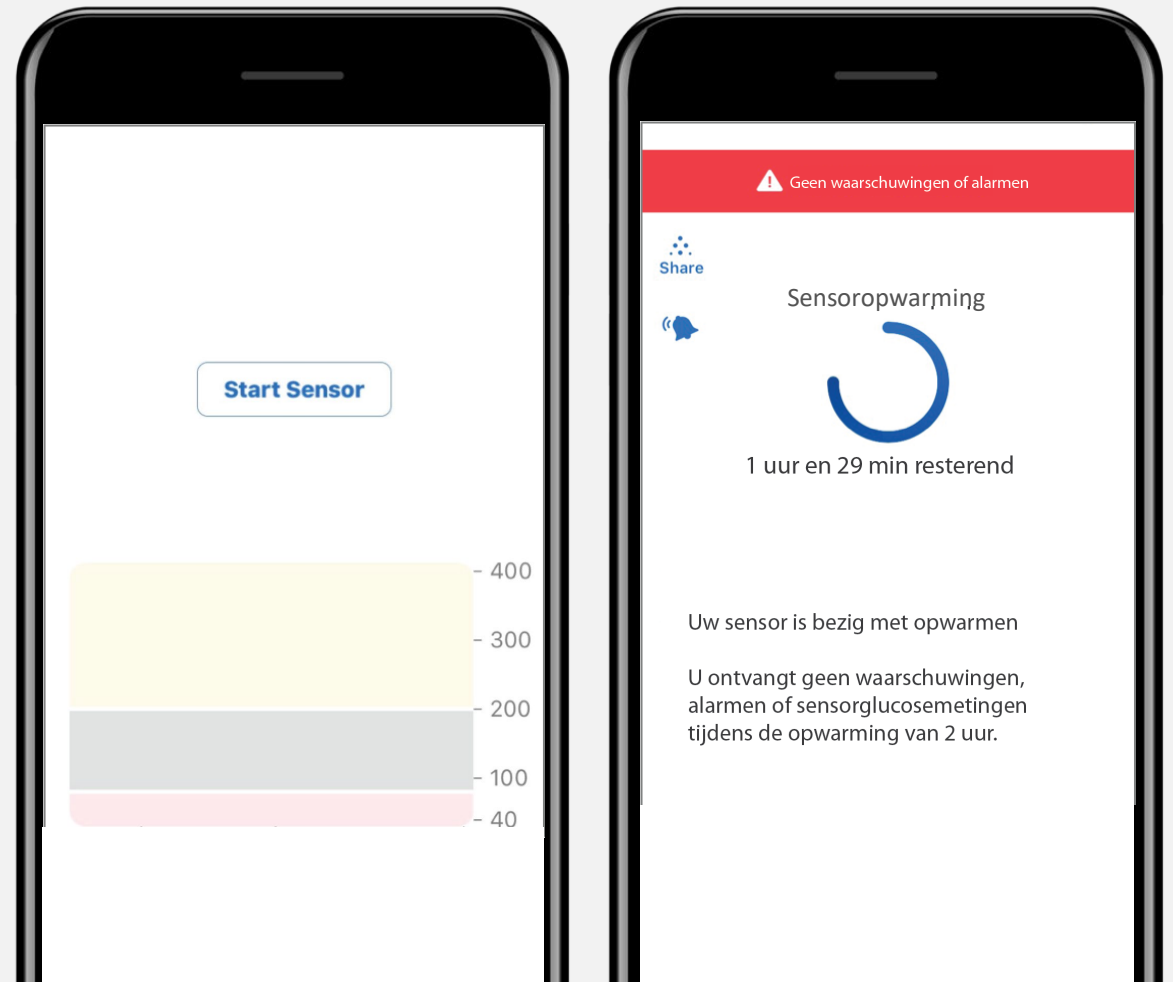 Start Sensor
400
300
200
100
40
Geen waarschuwingen of alarmen
Share
Sensoropwarming
1 uur en 29 min resterend
Uw sensor is bezig met opwarmen
U ontvangt geen waarschuwingen,
alarmen of sensorglucosemetingen
tijdens de opwarming van 2 uur.